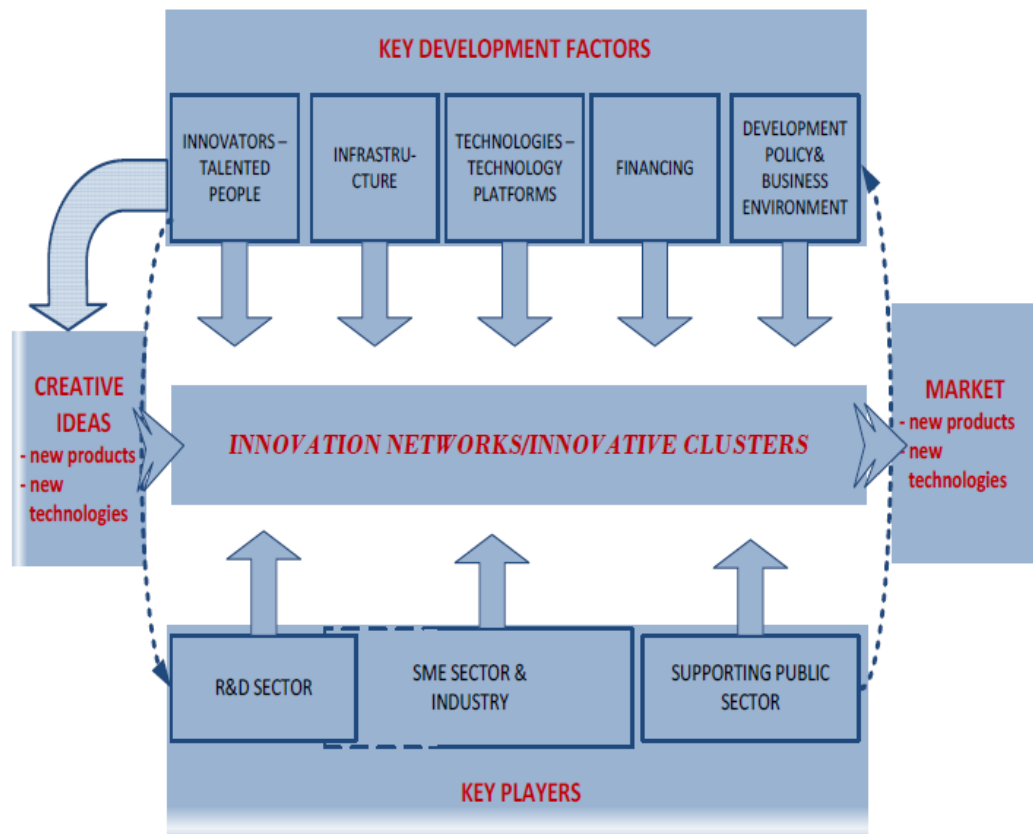 KEY DEVELOPMENT FACTORS
INNOVATORS –
TALENTED
PEOPLE
INFRASTRU-
CTURE
TECHNOLOGIES –
TECHNOLOGY
PLATFORMS
FINANCING
DEVELOPMENT
POLICY&
BUSINESS
ENVIRONMENT
CREATIVE
IDEAS
- new products
- new
technologies
INNOVATION NETWORKS/INNOVATIVE CLUSTERS
MARKET
- new products
- new
technologies
R&D SECTOR
SME SECTOR &
INDUSTRY
SUPPORTING PUBLIC
SECTOR
KEY PLAYERS